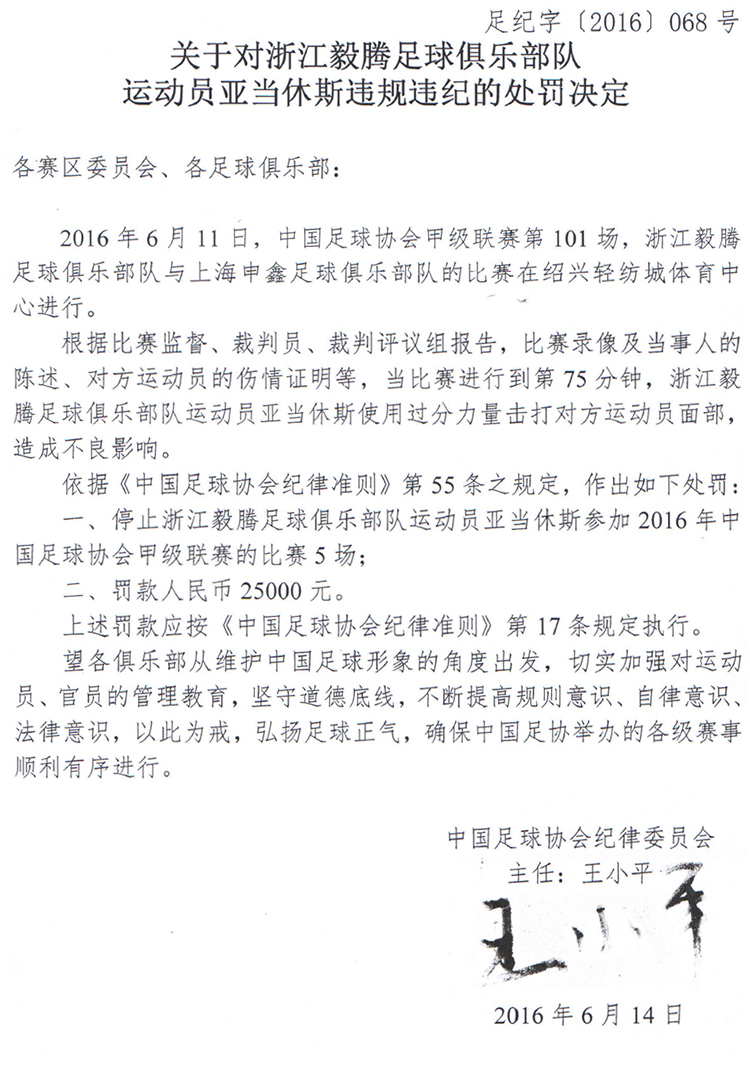 足纪字〔2016〕068 号
关于对浙江毅腾足球俱乐部队
运动员亚当休斯违规违纪的处罚决定
各赛区委员会、各足球俱乐部：
2016 年 6 月 11 日，中国足球协会甲级联赛第 101 场，浙江毅腾
足球俱乐部队与上海申鑫足球俱乐部队的比赛在绍兴轻纺城体育中
心进行。
根据比赛监督、裁判员、裁判评议组报告，比赛录像及当事人的
陈述、对方运动员的伤情证明等，当比赛进行到第 75 分钟，浙江毅
腾足球俱乐部队运动员亚当休斯使用过分力量击打对方运动员面部，
造成不良影响。
依据《中国足球协会纪律准则》第 55 条之规定，作出如下处罚：
一、停止浙江毅腾足球俱乐部队运动员亚当休斯参加 2016 年中
国足球协会甲级联赛的比赛 5 场；
二、罚款人民币 25000 元。
上述罚款应按《中国足球协会纪律准则》第 17 条规定执行。
望各俱乐部从维护中国足球形象的角度出发，切实加强对运动
员、官员的管理教育，坚守道德底线，不断提高规则意识、自律意识、
法律意识，以此为戒，弘扬足球正气，确保中国足协举办的各级赛事
顺利有序进行。
中国足球协会纪律委员会
主任：王小平
王小平
2016 年 6 月 14 日